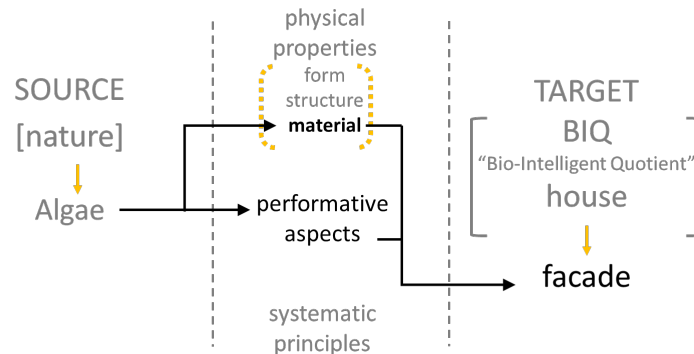 SOURCE
[nature]
Algae
physical
properties
form
structure
material
performative
aspects
systematic
principles
TARGET
BIQ
“Bio-Intelligent Quotient”
house
facade